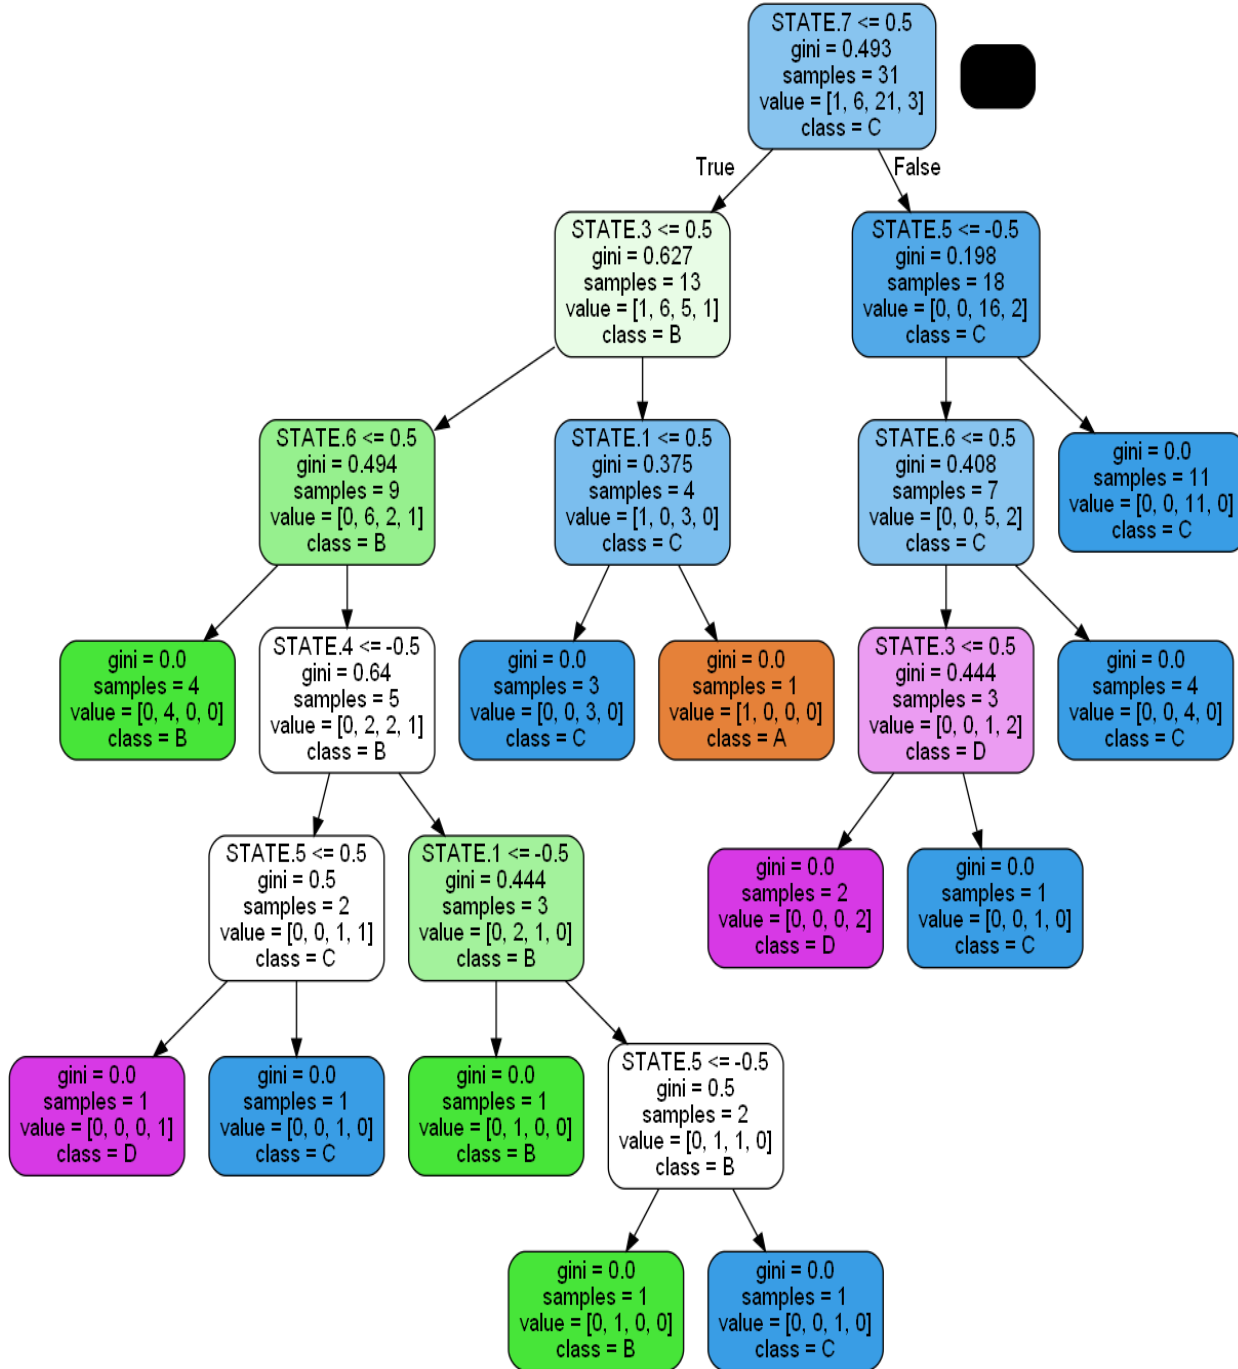 STATE.7 <= 0.5
gini = 0.493
samples = 31
value = [1, 6, 21, 3]
class = C
True
False
STATE.3 <= 0.5
gini = 0.627
samples = 13
value = [1, 6, 5, 1]
class = B
STATE.5 <= -0.5
gini = 0.198
samples = 18
value = [0, 0, 16, 2]
class = C
STATE.6 <= 0.5
gini = 0.494
samples = 9
value = [0, 6, 2, 1]
class = B
STATE.1 <= 0.5
gini = 0.375
samples = 4
value = [1, 0, 3, 0]
class = C
STATE.6 <= 0.5
gini = 0.408
samples = 7
value = [0, 0, 5, 2]
class = C
gini = 0.0
samples = 11
value = [0, 0, 11, 0]
class = C
gini = 0.0
samples = 4
value = [0, 4, 0, 0]
class = B
STATE.4 <= -0.5
gini = 0.64
samples = 5
value = [0, 2, 2, 1]
class = B
gini = 0.0
samples = 3
value = [0, 0, 3, 0]
class = C
gini = 0.0
samples = 1
value = [1, 0, 0, 0]
class = A
STATE.3 <= 0.5
gini = 0.444
samples = 3
value = [0, 0, 1, 2]
class = D
gini = 0.0
samples = 4
value = [0, 0, 4, 0]
class = C
STATE.5 <= 0.5
gini = 0.5
samples = 2
value = [0, 0, 1, 1]
class = C
STATE.1 <= -0.5
gini = 0.444
samples = 3
value = [0, 2, 1, 0]
class = B
gini = 0.0
samples = 2
value = [0, 0, 0, 2]
class = D
gini = 0.0
samples = 1
value = [0, 0, 1, 0]
class = C
gini = 0.0
samples = 1
value = [0, 0, 0, 1]
class = D
gini = 0.0
samples = 1
value = [0, 0, 1, 0]
class = C
gini = 0.0
samples = 1
value = [0, 1, 0, 0]
class = B
STATE.5 <= -0.5
gini = 0.5
samples = 2
value = [0, 1, 1, 0]
class = B
gini = 0.0
samples = 1
value = [0, 1, 0, 0]
class = B
gini = 0.0
samples = 1
value = [0, 0, 1, 0]
class = C